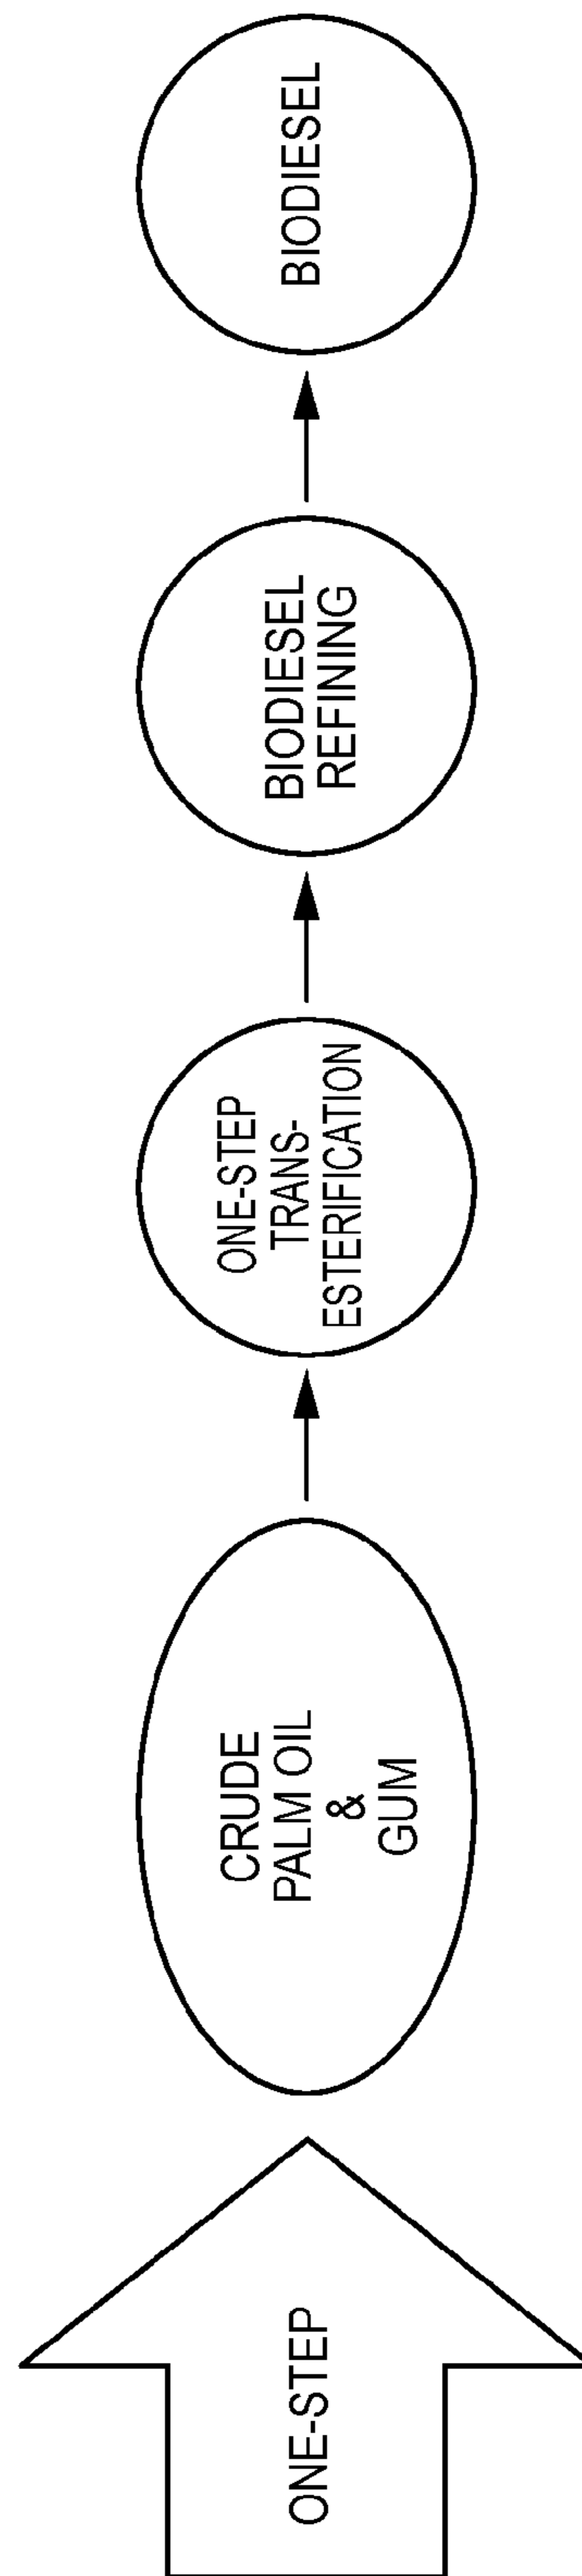 ONE-STEP
CRUDE
PALM OIL
&
GUM
ONE-STEP
TRANS-
ESTERIFICATION
BIODIESEL
REFINING
BIODIESEL